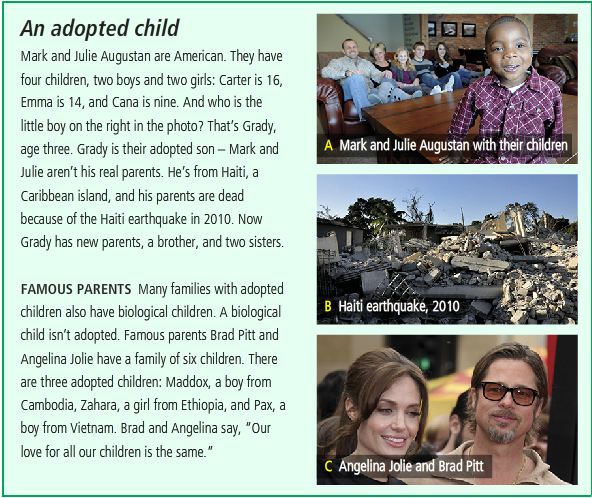 An adopted child
Mark and Julie Augustan are American. They have
four children, two boys and two girls: Carter is 16,
Emma is 14, and Cana is nine. And who is the
little boy on the right in the photo? That's Grady,
age three. Grady is their adopted son – Mark and
Julie aren't his real parents. He's from Haiti, a
Caribbean island, and his parents are dead
because of the Haiti earthquake in 2010. Now
Grady has new parents, a brother, and two sisters.
FAMOUS PARENTS Many families with adopted
children also have biological children. A biological
child isn't adopted. Famous parents Brad Pitt and
Angelina Jolie have a family of six children. There
are three adopted children: Maddox, a boy from
Cambodia, Zahara, a girl from Ethiopia, and Pax, a
boy from Vietnam. Brad and Angelina say, “Our
love for all our children is the same.”
A Mark and Julie Augustan with their children
B Haiti earthquake, 2010
C Angelina Jolie and Brad Pitt